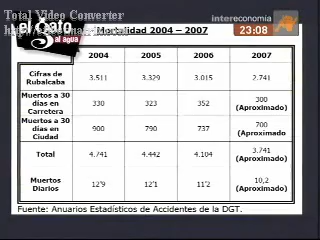 Total Video Converter
el gato
al agua
intereconomia
23:08
Mortalidad 2004 – 2007
2004 2005 2006 2007
Cifras de Rubalcaba 3.511 3.329 3.015 2.741
Muertos a 30 días en Carretera 330 323 352 300 (Aproximado)
Muertos a 30 días en Ciudad 900 790 737 700 (Aproximado
Total 4.741 4.442 4.104 3.741 (Aproximado)
Muertos Diarios 12'9 12'1 11'2 10,2 (Aproximado)
Fuente: Anuarios Estadísticos de Accidentes de la DGT.